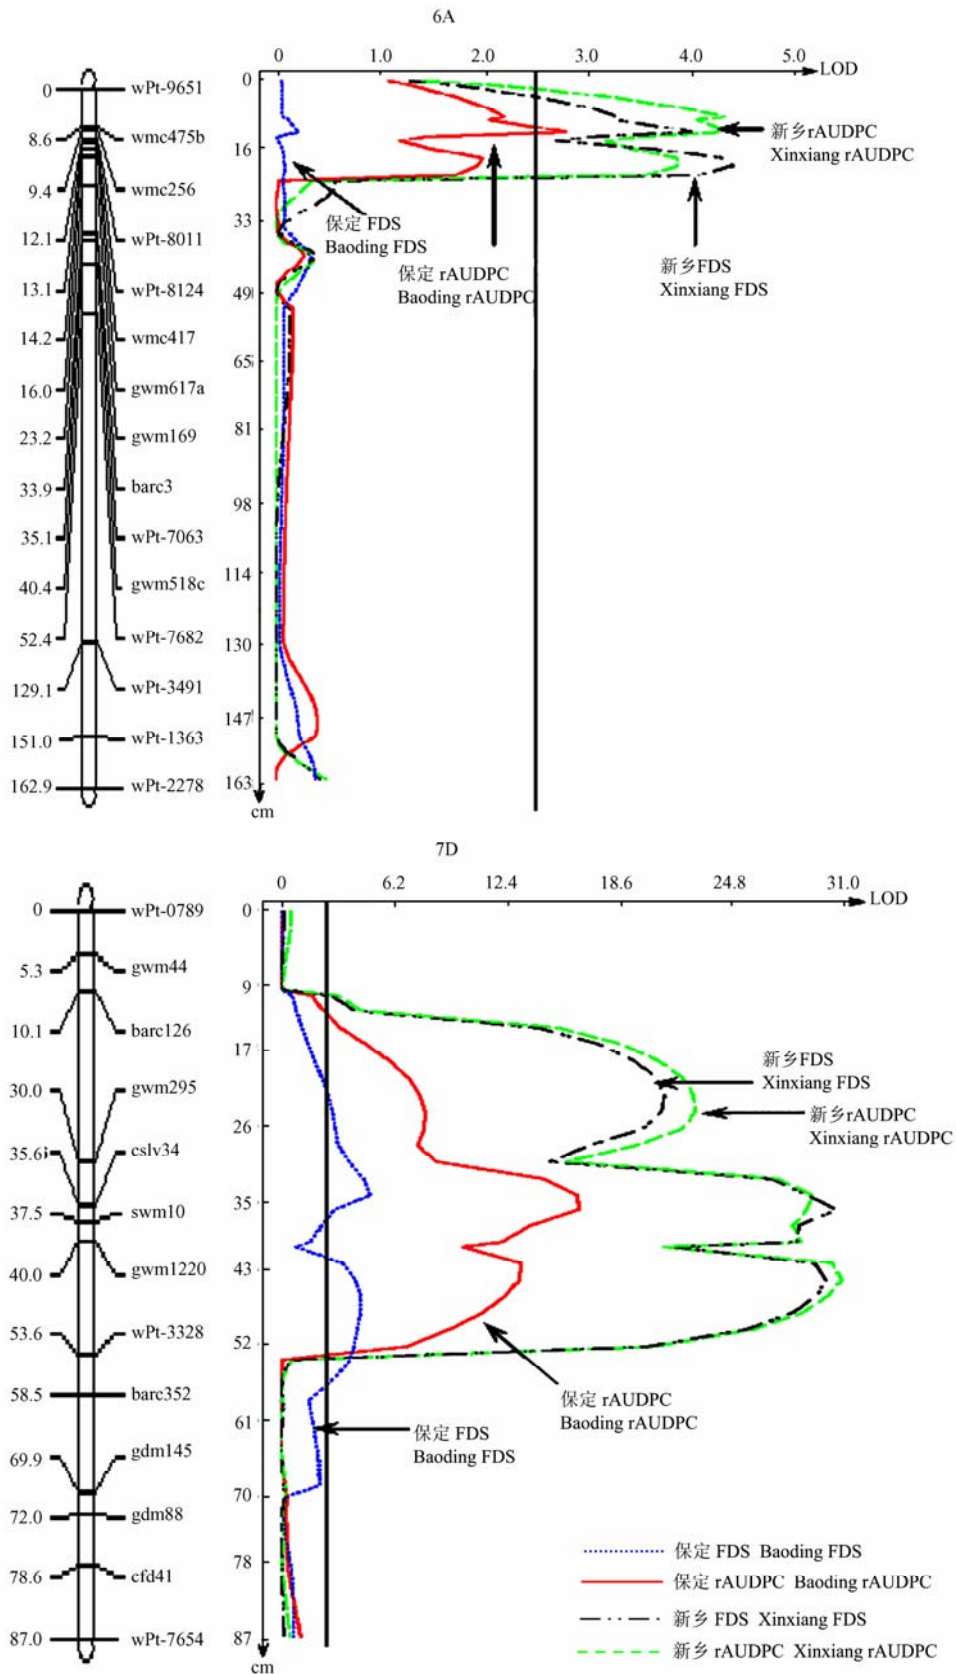 6A
0 1.0 2.0 3.0 4.0 5.0 LOD
0 wPt-9651
8.6 wmc475b
9.4 wmc256
12.1 wPt-8011
13.1 wPt-8124
14.2 wmc417
16.0 gwm617a
23.2 gwm169
33.9 barc3
35.1 wPt-7063
40.4 gwm518c
52.4 wPt-7682
129.1 wPt-3491
151.0 wPt-1363
162.9 wPt-2278
0
16
33
49
65
81
98
114
130
147
163
cm
新乡rAUDPC
Xinxiang rAUDPC
保定 FDS
Baoding FDS
保定 rAUDPC
Baoding rAUDPC
新乡FDS
Xinxiang FDS
7D
0 6.2 12.4 18.6 24.8 31.0 LOD
0 wPt-0789
5.3 gwm44
10.1 barc126
30.0 gwm295
35.6 cslv34
37.5 swm10
40.0 gwm1220
53.6 wPt-3328
58.5 barc352
69.9 gdm145
72.0 gdm88
78.6 cfd41
87.0 wPt-7654
0
9
17
26
35
43
52
61
70
78
87
cm
新乡FDS
Xinxiang FDS
新乡rAUDPC
Xinxiang rAUDPC
保定 rAUDPC
Baoding rAUDPC
保定 FDS
Baoding FDS
保定 FDS Baoding FDS
保定 rAUDPC Baoding rAUDPC
新乡 FDS Xinxiang FDS
新乡 rAUDPC Xinxiang rAUDPC